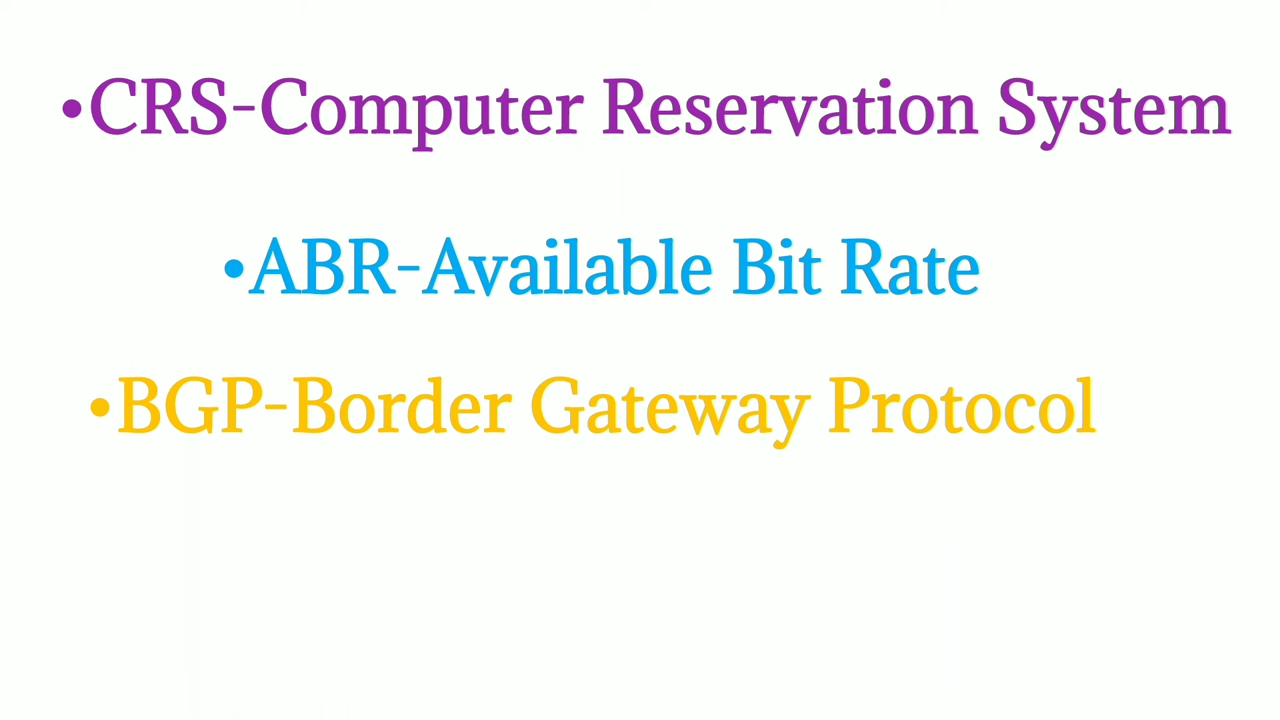 •CRS-Computer Reservation System
•ABR-Available Bit Rate
•BGP-Border Gateway Protocol